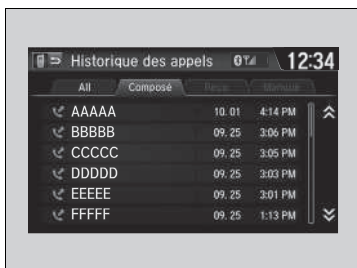 Historique des appels 12:34
All Composé Reçu Manqué
AAAAA 10. 01 4:14 PM
BBBBB 09. 25 3:06 PM
CCCCC 09. 25 3:05 PM
DDDDD 09. 25 3:03 PM
EEEEE 09. 25 3:01 PM
FFFFF 09. 25 1:13 PM